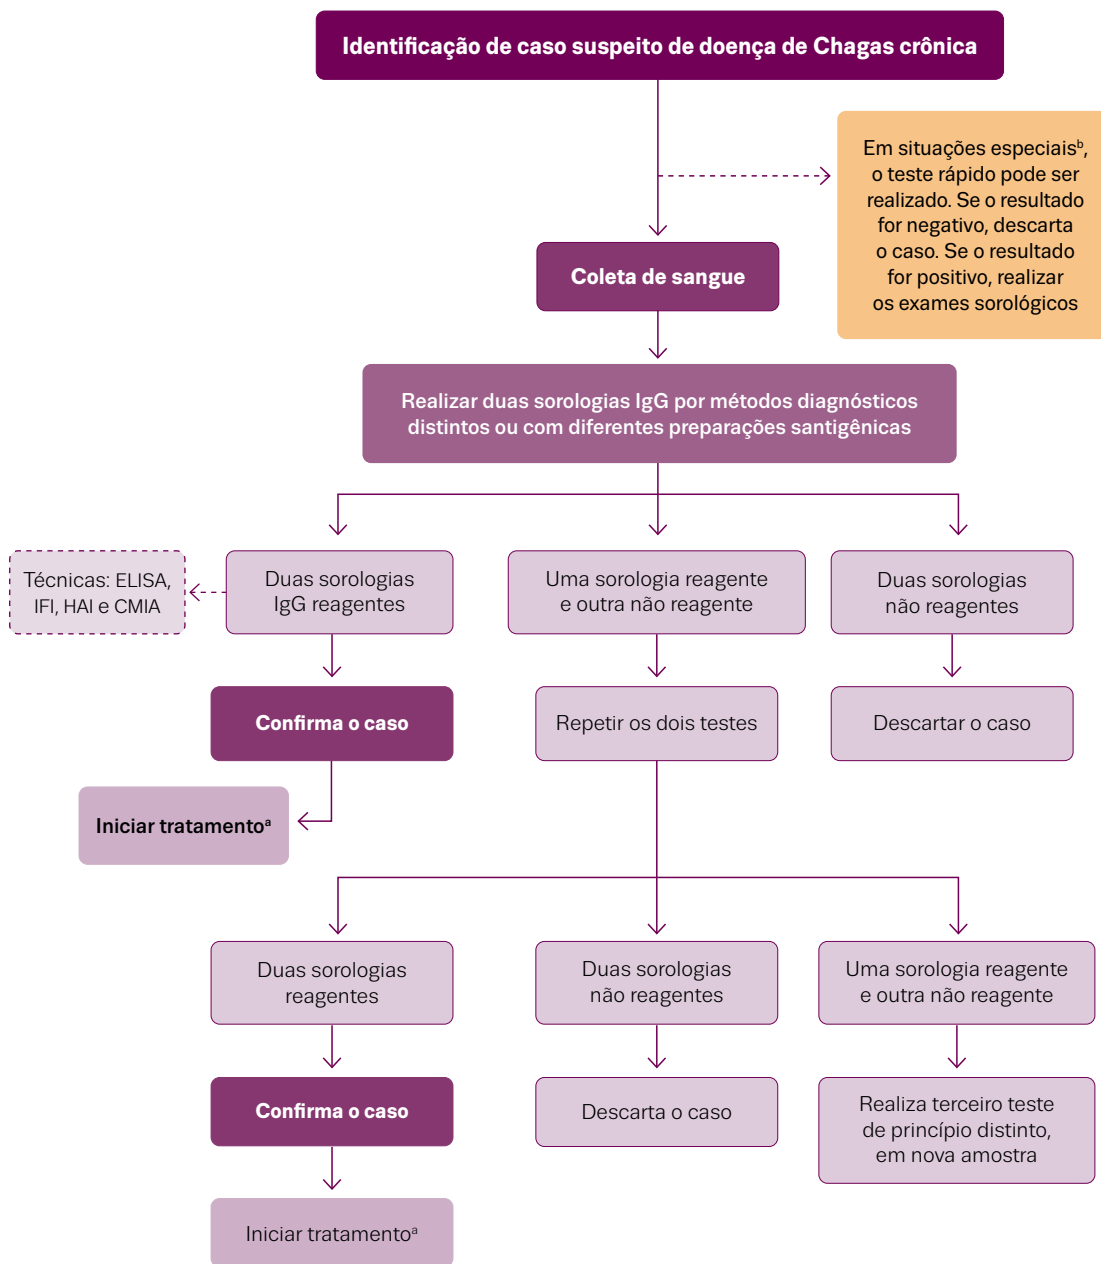 Identificação de caso suspeito de doença de Chagas crônica
Em situações especiaisᵇ,
o teste rápido pode ser
realizado. Se o resultado
for negativo, descarta
o caso. Se o resultado
for positivo, realizar
os exames sorológicos
Coleta de sangue
Realizar duas sorologias IgG por métodos diagnósticos
distintos ou com diferentes preparações santigênicas
Técnicas: ELISA,
IFI, HAI e CMIA
Duas sorologias
IgG reagentes
Uma sorologia reagente
e outra não reagente
Duas sorologias
não reagentes
Confirma o caso
Repetir os dois testes
Descartar o caso
Iniciar tratamentoᵃ
Duas sorologias
reagentes
Duas sorologias
não reagentes
Uma sorologia reagente
e outra não reagente
Confirma o caso
Descarta o caso
Realiza terceiro teste
de princípio distinto,
em nova amostra
Iniciar tratamentoᵃ